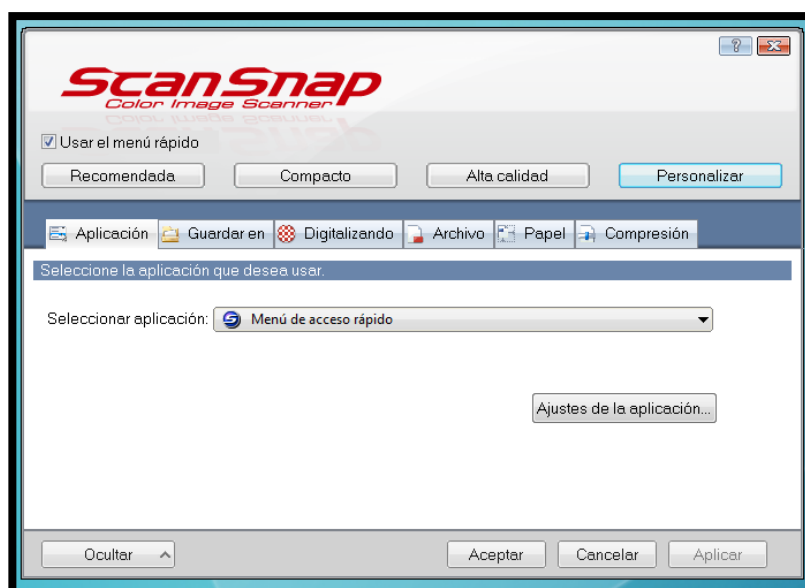 ?
ScanSnap
Color Image Scanner
Usar el menú rápido
Recomendada Compacto Alta calidad Personalizar
Aplicación Guardar en Digitalizando Archivo Papel Compresión
Seleccione la aplicación que desea usar.
Seleccionar aplicación: Menú de acceso rápido
Ajustes de la aplicación...
Ocultar Aceptar Cancelar Aplicar